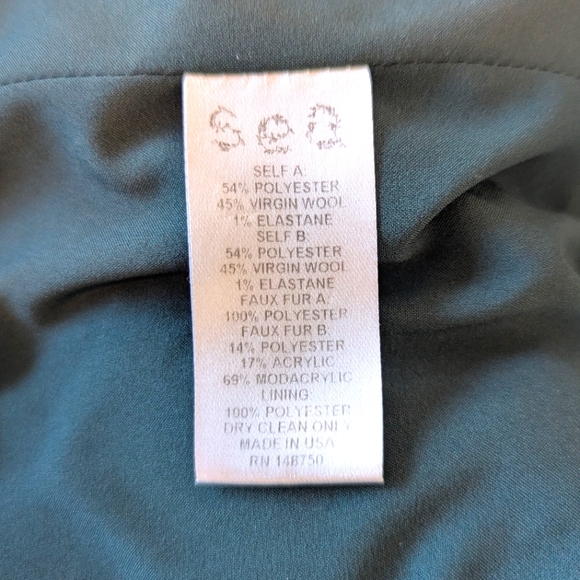 Sea
SELF A:
54% POLYESTER
45% VIRGIN WOOL
1% ELASTANE
SELF B:
54% POLYESTER
45% VIRGIN WOOL
1% ELASTANE
FAUX FUR A:
100% POLYESTER
FAUX FUR B:
14% POLYESTER
17% ACRYLIC
69% MODACRYLIC
LINING:
100% POLYESTER
DRY CLEAN ONLY
MADE IN USA
RN 148750